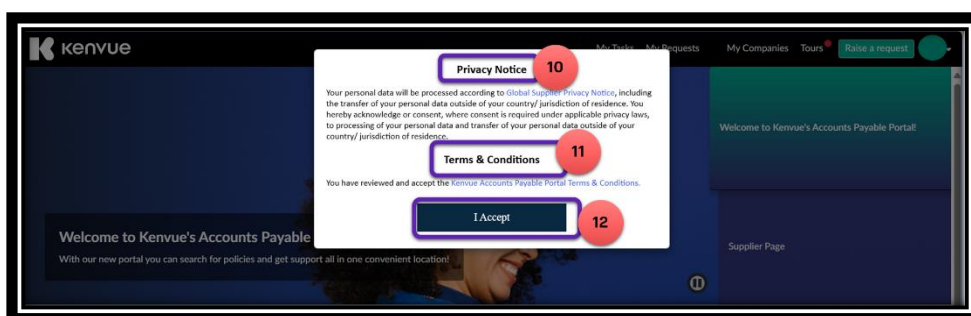 kenvue
My Tasks My Requests My Companies Tours Raise a request
Privacy Notice 10
Your personal data will be processed according to Global Supplier Privacy Notice, including
the transfer of your personal data outside of your country/ jurisdiction of residence. You
hereby acknowledge or consent, where consent is required under applicable privacy laws,
to processing of your personal data and transfer of your personal data outside of your
country/ jurisdiction of residence.
Terms & Conditions 11
You have reviewed and accept the Kenvue Accounts Payable Portal Terms & Conditions.
I Accept 12
Welcome to Kenvue's Accounts Payable
With our new portal you can search for policies and get support all in one convenient location!
Welcome to Kenvue's Accounts Payable Portal!
Supplier Page